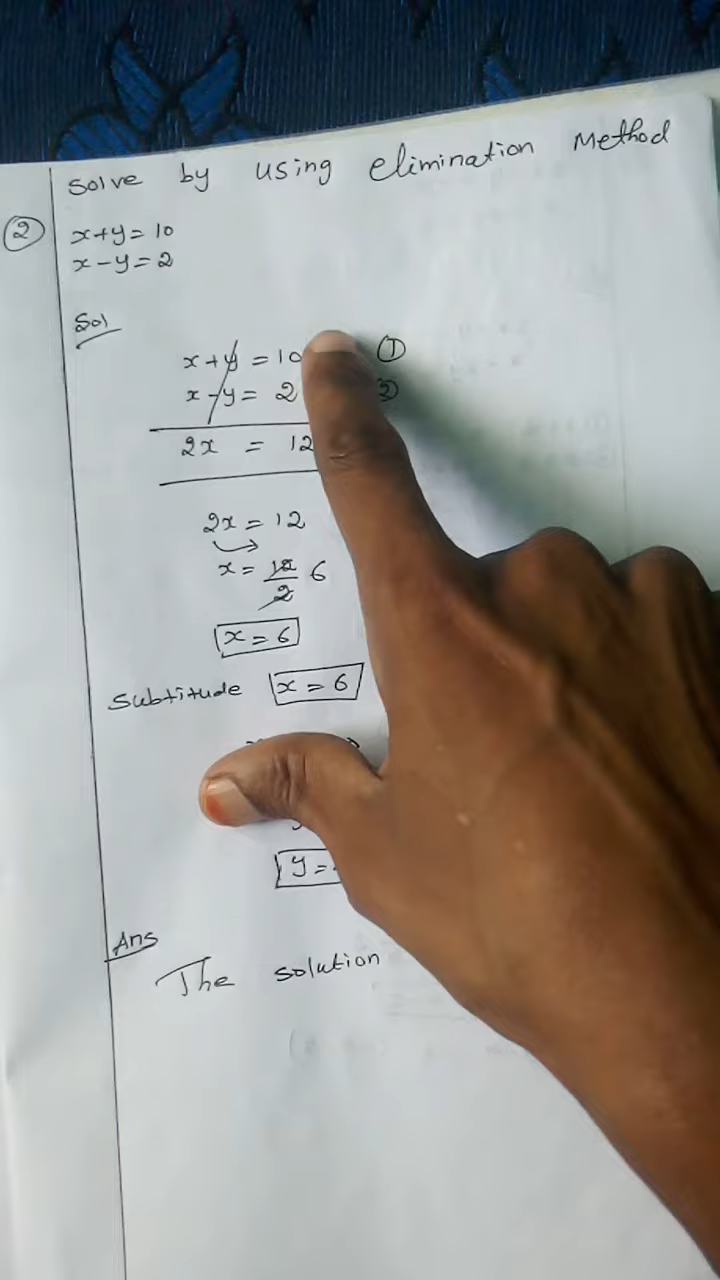 Solve by using elimination Method
② x+y=10
x-y=2
Sol
x+y=10 ①
x-y=2 ②
2x = 12
2x = 12
x = 12/2 6
x=6
Subtitude x=6
y=
Ans
The solution